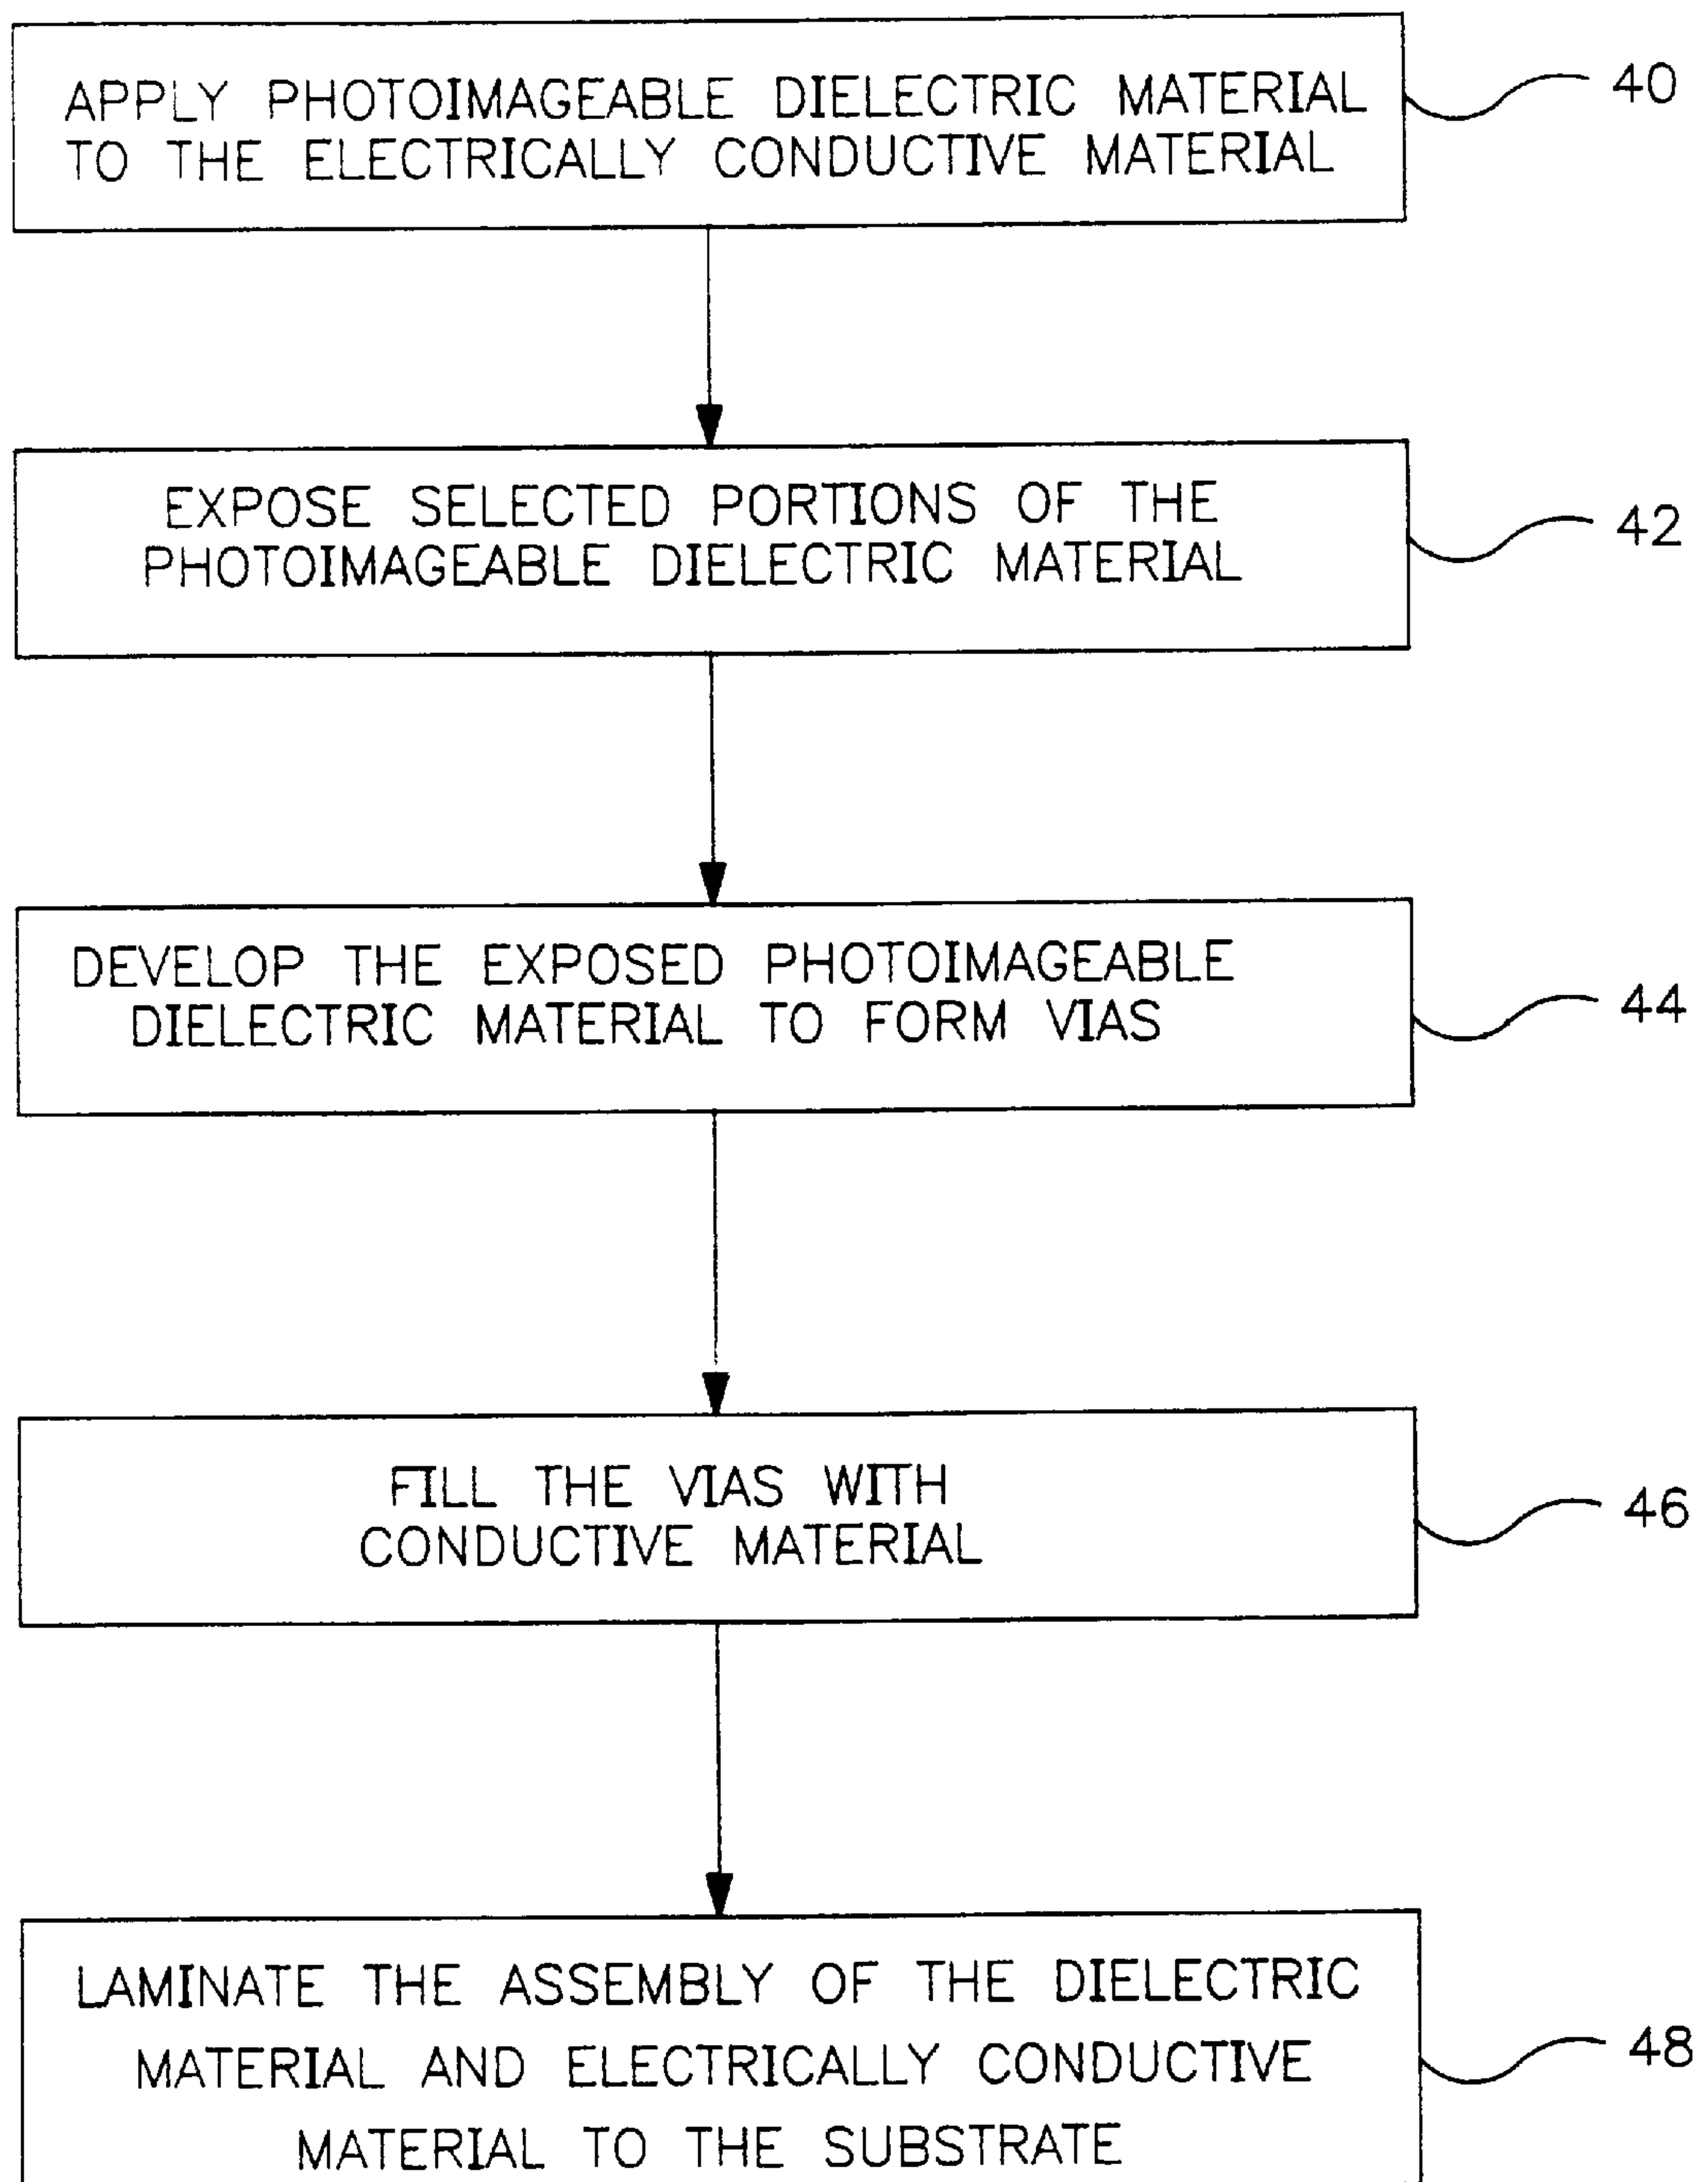 APPLY PHOTOIMAGEABLE DIELECTRIC MATERIAL
TO THE ELECTRICALLY CONDUCTIVE MATERIAL
40
EXPOSE SELECTED PORTIONS OF THE
PHOTOIMAGEABLE DIELECTRIC MATERIAL
42
DEVELOP THE EXPOSED PHOTOIMAGEABLE
DIELECTRIC MATERIAL TO FORM VIAS
44
FILL THE VIAS WITH
CONDUCTIVE MATERIAL
46
LAMINATE THE ASSEMBLY OF THE DIELECTRIC
MATERIAL AND ELECTRICALLY CONDUCTIVE
MATERIAL TO THE SUBSTRATE
48